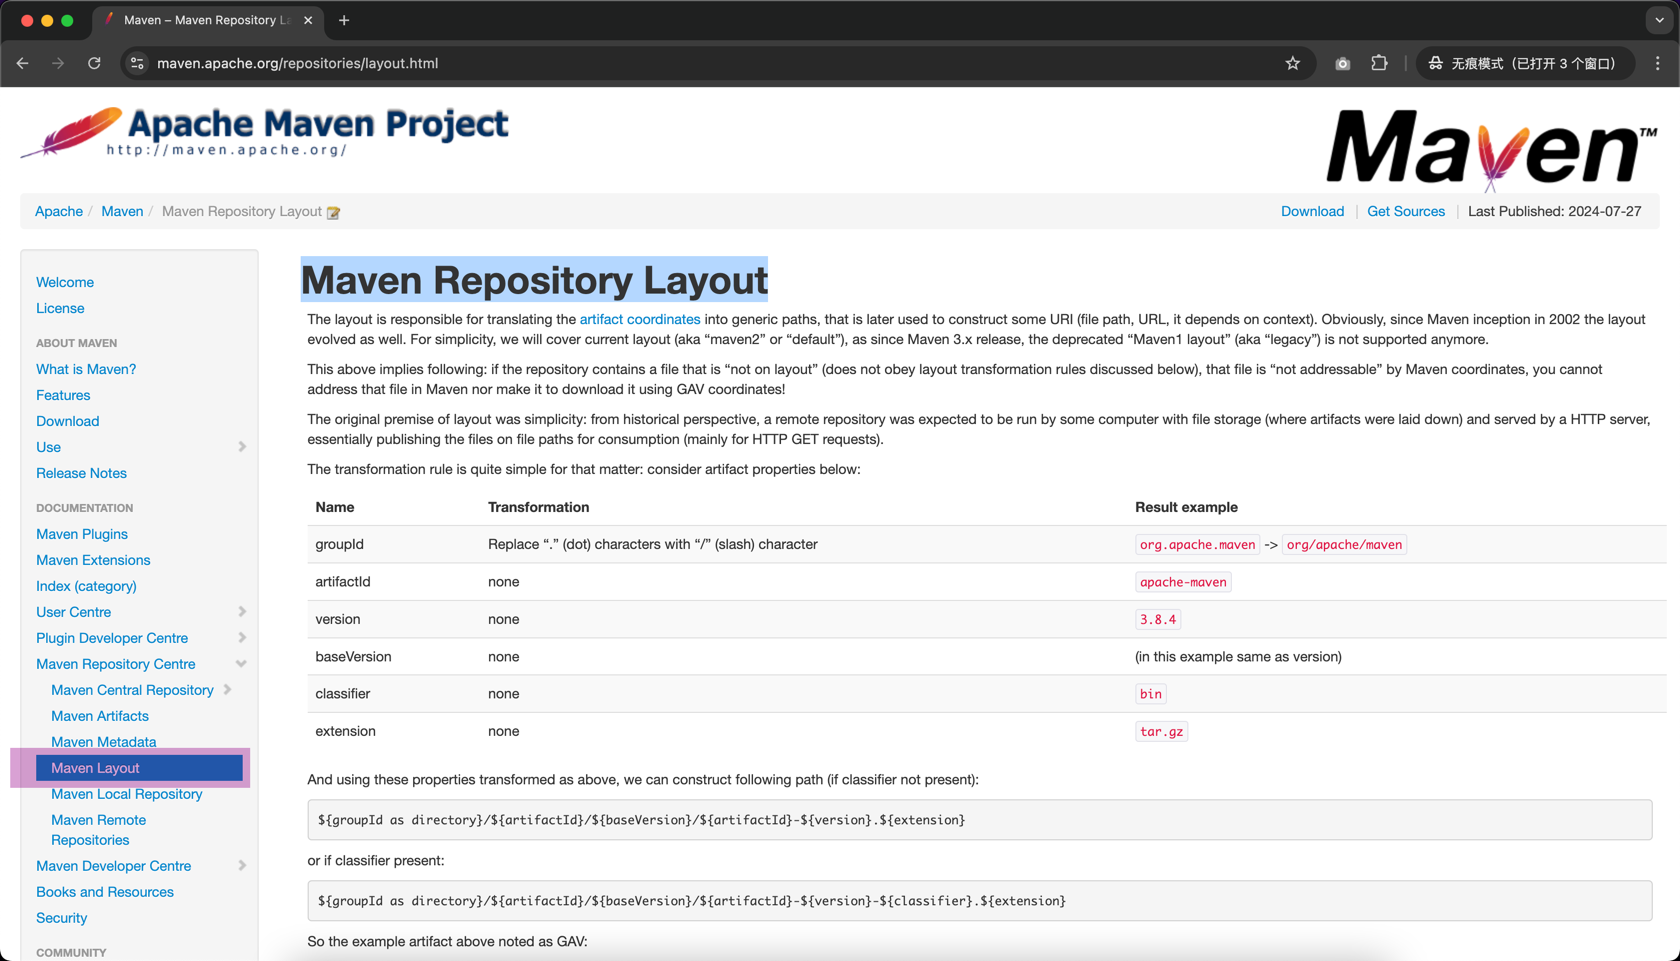 Maven – Maven Repository La
maven.apache.org/repositories/layout.html
无痕模式（已打开 3 个窗口）
Apache Maven Project
http://maven.apache.org/
Maven™
Apache / Maven / Maven Repository Layout
Download | Get Sources | Last Published: 2024-07-27
Welcome
License
ABOUT MAVEN
What is Maven?
Features
Download
Use
Release Notes
DOCUMENTATION
Maven Plugins
Maven Extensions
Index (category)
User Centre
Plugin Developer Centre
Maven Repository Centre
Maven Central Repository
Maven Artifacts
Maven Metadata
Maven Layout
Maven Local Repository
Maven Remote
Repositories
Maven Developer Centre
Books and Resources
Security
COMMUNITY
Maven Repository Layout
The layout is responsible for translating the artifact coordinates into generic paths, that is later used to construct some URI (file path, URL, it depends on context). Obviously, since Maven inception in 2002 the layout
evolved as well. For simplicity, we will cover current layout (aka “maven2” or “default”), as since Maven 3.x release, the deprecated “Maven1 layout” (aka “legacy”) is not supported anymore.
This above implies following: if the repository contains a file that is “not on layout” (does not obey layout transformation rules discussed below), that file is “not addressable” by Maven coordinates, you cannot
address that file in Maven nor make it to download it using GAV coordinates!
The original premise of layout was simplicity: from historical perspective, a remote repository was expected to be run by some computer with file storage (where artifacts were laid down) and served by a HTTP server,
essentially publishing the files on file paths for consumption (mainly for HTTP GET requests).
The transformation rule is quite simple for that matter: consider artifact properties below:
Name Transformation Result example
groupId Replace “.” (dot) characters with “/” (slash) character org.apache.maven -> org/apache/maven
artifactId none apache-maven
version none 3.8.4
baseVersion none (in this example same as version)
classifier none bin
extension none tar.gz
And using these properties transformed as above, we can construct following path (if classifier not present):
${groupId as directory}/${artifactId}/${baseVersion}/${artifactId}-${version}.${extension}
or if classifier present:
${groupId as directory}/${artifactId}/${baseVersion}/${artifactId}-${version}-${classifier}.${extension}
So the example artifact above noted as GAV: